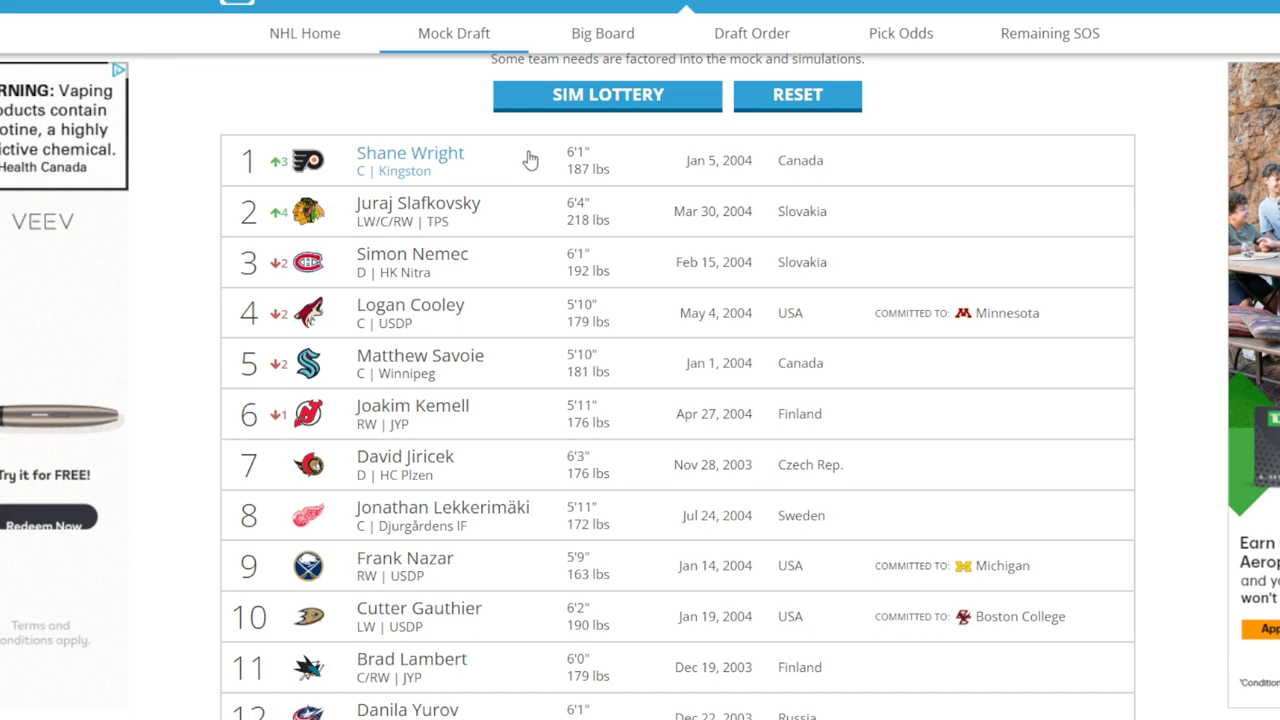 NHL Home
Mock Draft
Big Board
Draft Order
Pick Odds
Remaining SOS
Some team needs are factored into the mock and simulations.
SIM LOTTERY
RESET
1 3 Shane Wright 6'1" Jan 5, 2004 Canada
C | Kingston 187 lbs
2 4 Juraj Slafkovsky 6'4" Mar 30, 2004 Slovakia
LW/C/RW | TPS 218 lbs
3 2 Simon Nemec 6'1" Feb 15, 2004 Slovakia
D | HK Nitra 192 lbs
4 2 Logan Cooley 5'10" May 4, 2004 USA COMMITTED TO: M Minnesota
C | USDP 179 lbs
5 2 Matthew Savoie 5'10" Jan 1, 2004 Canada
C | Winnipeg 181 lbs
6 1 Joakim Kemell 5'11" Apr 27, 2004 Finland
RW | JYP 176 lbs
7 David Jiricek 6'3" Nov 28, 2003 Czech Rep.
D | HC Plzen 176 lbs
8 Jonathan Lekkerimäki 5'11" Jul 24, 2004 Sweden
C | Djurgårdens IF 172 lbs
9 Frank Nazar 5'9" Jan 14, 2004 USA COMMITTED TO: M Michigan
RW | USDP 163 lbs
10 Cutter Gauthier 6'2" Jan 19, 2004 USA COMMITTED TO: Boston College
LW | USDP 190 lbs
11 Brad Lambert 6'0" Dec 19, 2003 Finland
C/RW | JYP 179 lbs
12 Danila Yurov 6'1" Dec 22, 2003 Russia
RNING: Vaping
oducts contain
otine, a highly
ictive chemical.
Health Canada
VEEV
Try it for FREE!
Redeem Now
Terms and
onditions apply.
Earn
Aerop
and yo
won't
App
*Condition